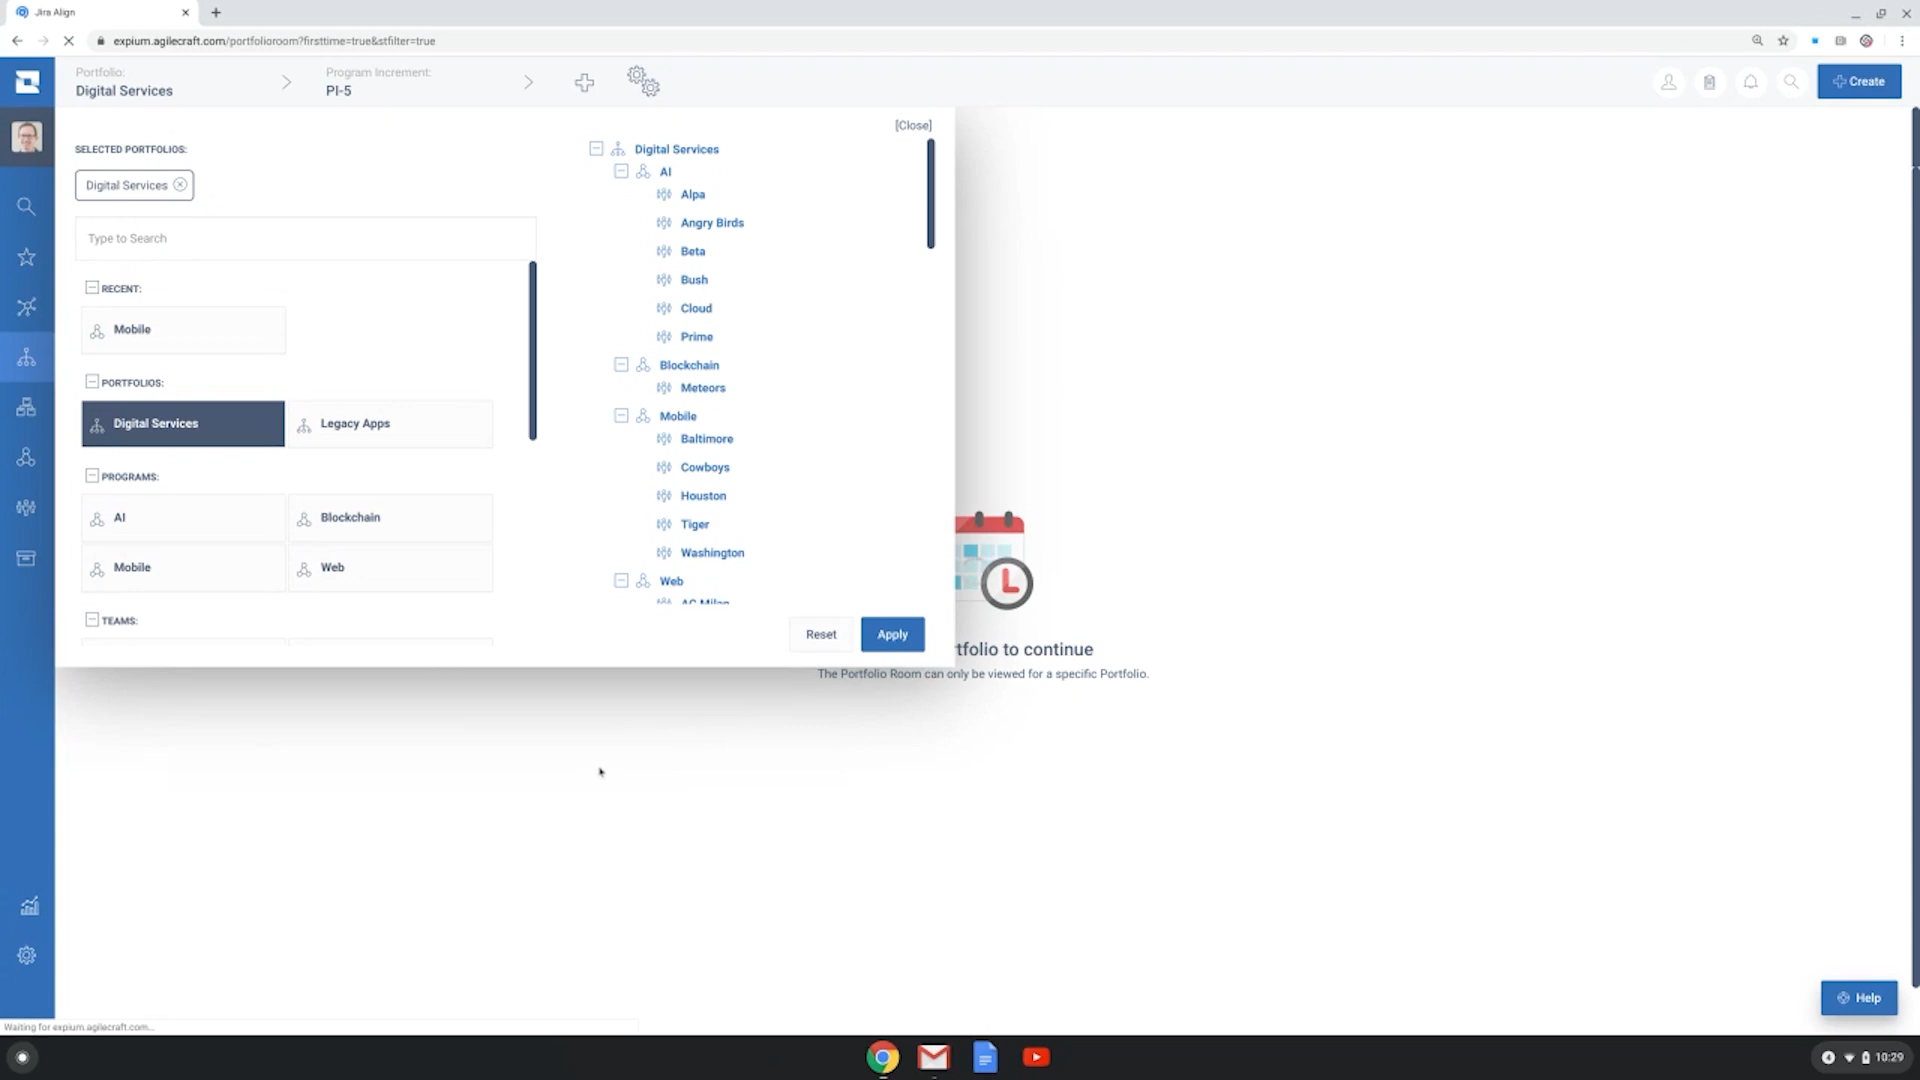 Jira Align
expium.agilecraft.com/portfolioroom?firsttime=true&stfilter=true
Portfolio:
Digital Services
Program Increment:
PI-5
Create
[Close]
SELECTED PORTFOLIOS:
Digital Services
Type to Search
RECENT:
Mobile
PORTFOLIOS:
Digital Services
Legacy Apps
PROGRAMS:
AI
Blockchain
Mobile
Web
TEAMS:
Digital Services
AI
Alpa
Angry Birds
Beta
Bush
Cloud
Prime
Blockchain
Meteors
Mobile
Baltimore
Cowboys
Houston
Tiger
Washington
Web
AC Milan
Reset
Apply
tfolio to continue
The Portfolio Room can only be viewed for a specific Portfolio.
Help
Waiting for expium.agilecraft.com...
10:29